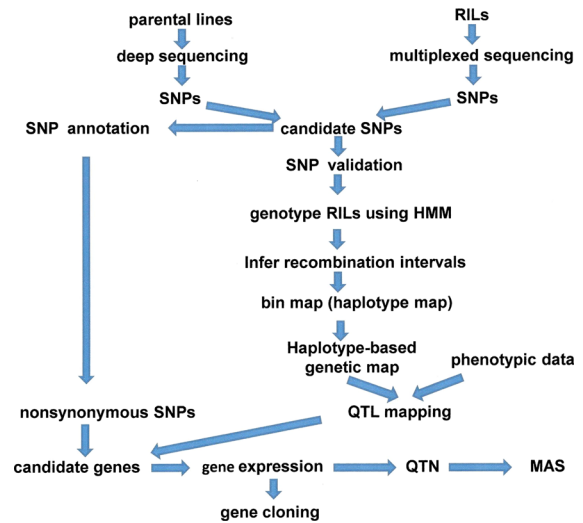 parental lines
RILs
deep sequencing
multiplexed sequencing
SNPs
SNPs
SNP annotation
candidate SNPs
SNP validation
genotype RILs using HMM
Infer recombination intervals
bin map (haplotype map)
Haplotype-based
genetic map
phenotypic data
nonsynonymous SNPs
QTL mapping
candidate genes
gene expression
QTN
MAS
gene cloning